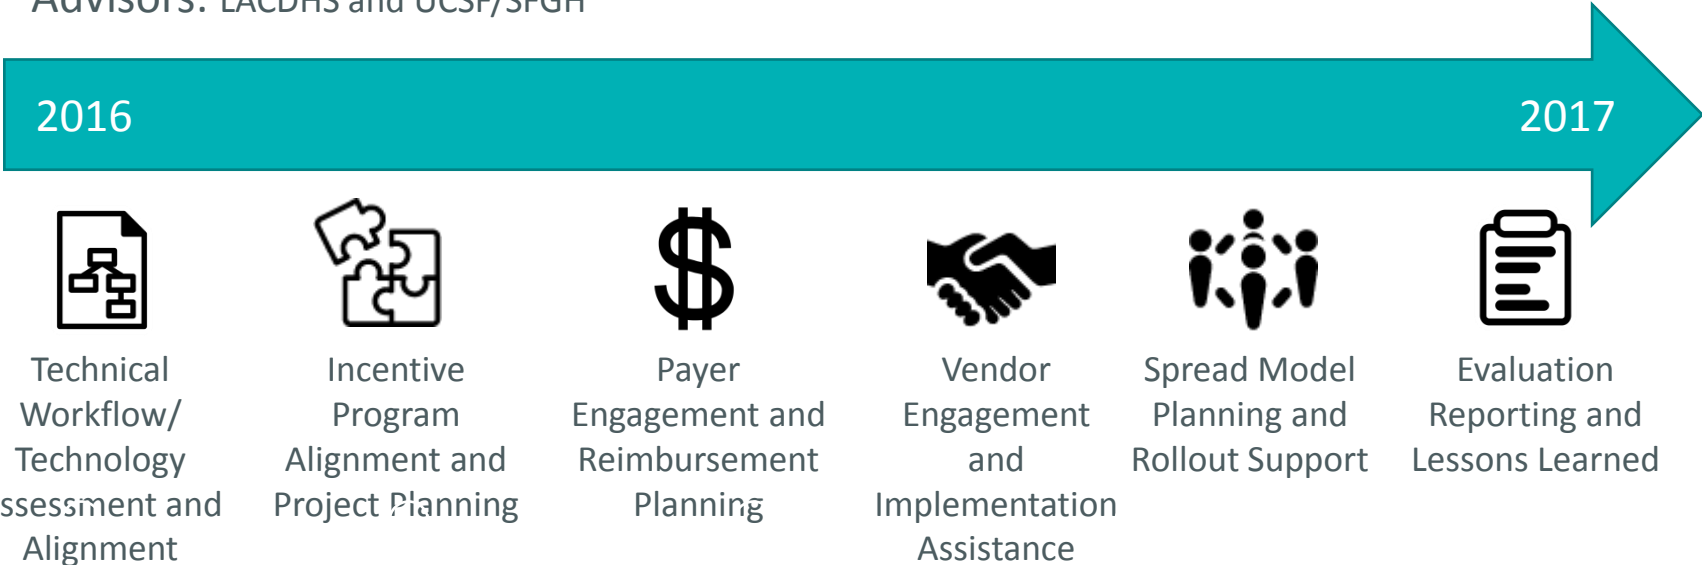 Advisors: LACDHS and UCSF/SFGH
2016
2017
Technical
Workflow/
Technology
ssessment and
Alignment
Incentive
Program
Alignment and
Project Planning
Payer
Engagement and
Reimbursement
Planning
Vendor
Engagement
and
Implementation
Assistance
Spread Model
Planning and
Rollout Support
Evaluation
Reporting and
Lessons Learned